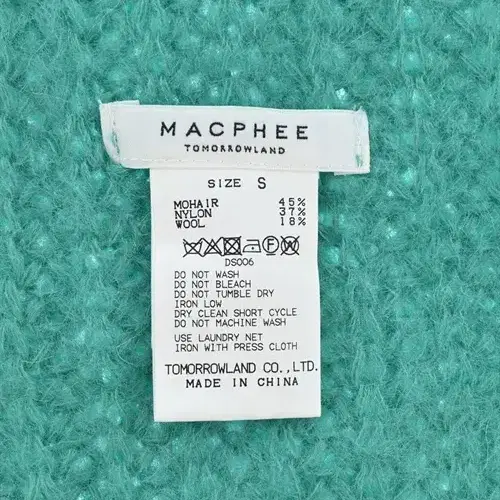 MACPHEE
TOMORROWLAND
SIZE S
MOHAIR 45%
NYLON 37%
WOOL 18%
DS006
DO NOT WASH
DO NOT BLEACH
DO NOT TUMBLE DRY
IRON LOW
DRY CLEAN SHORT CYCLE
DO NOT MACHINE WASH
USE LAUNDRY NET
IRON WITH PRESS CLOTH
TOMORROWLAND CO.,LTD.
MADE IN CHINA